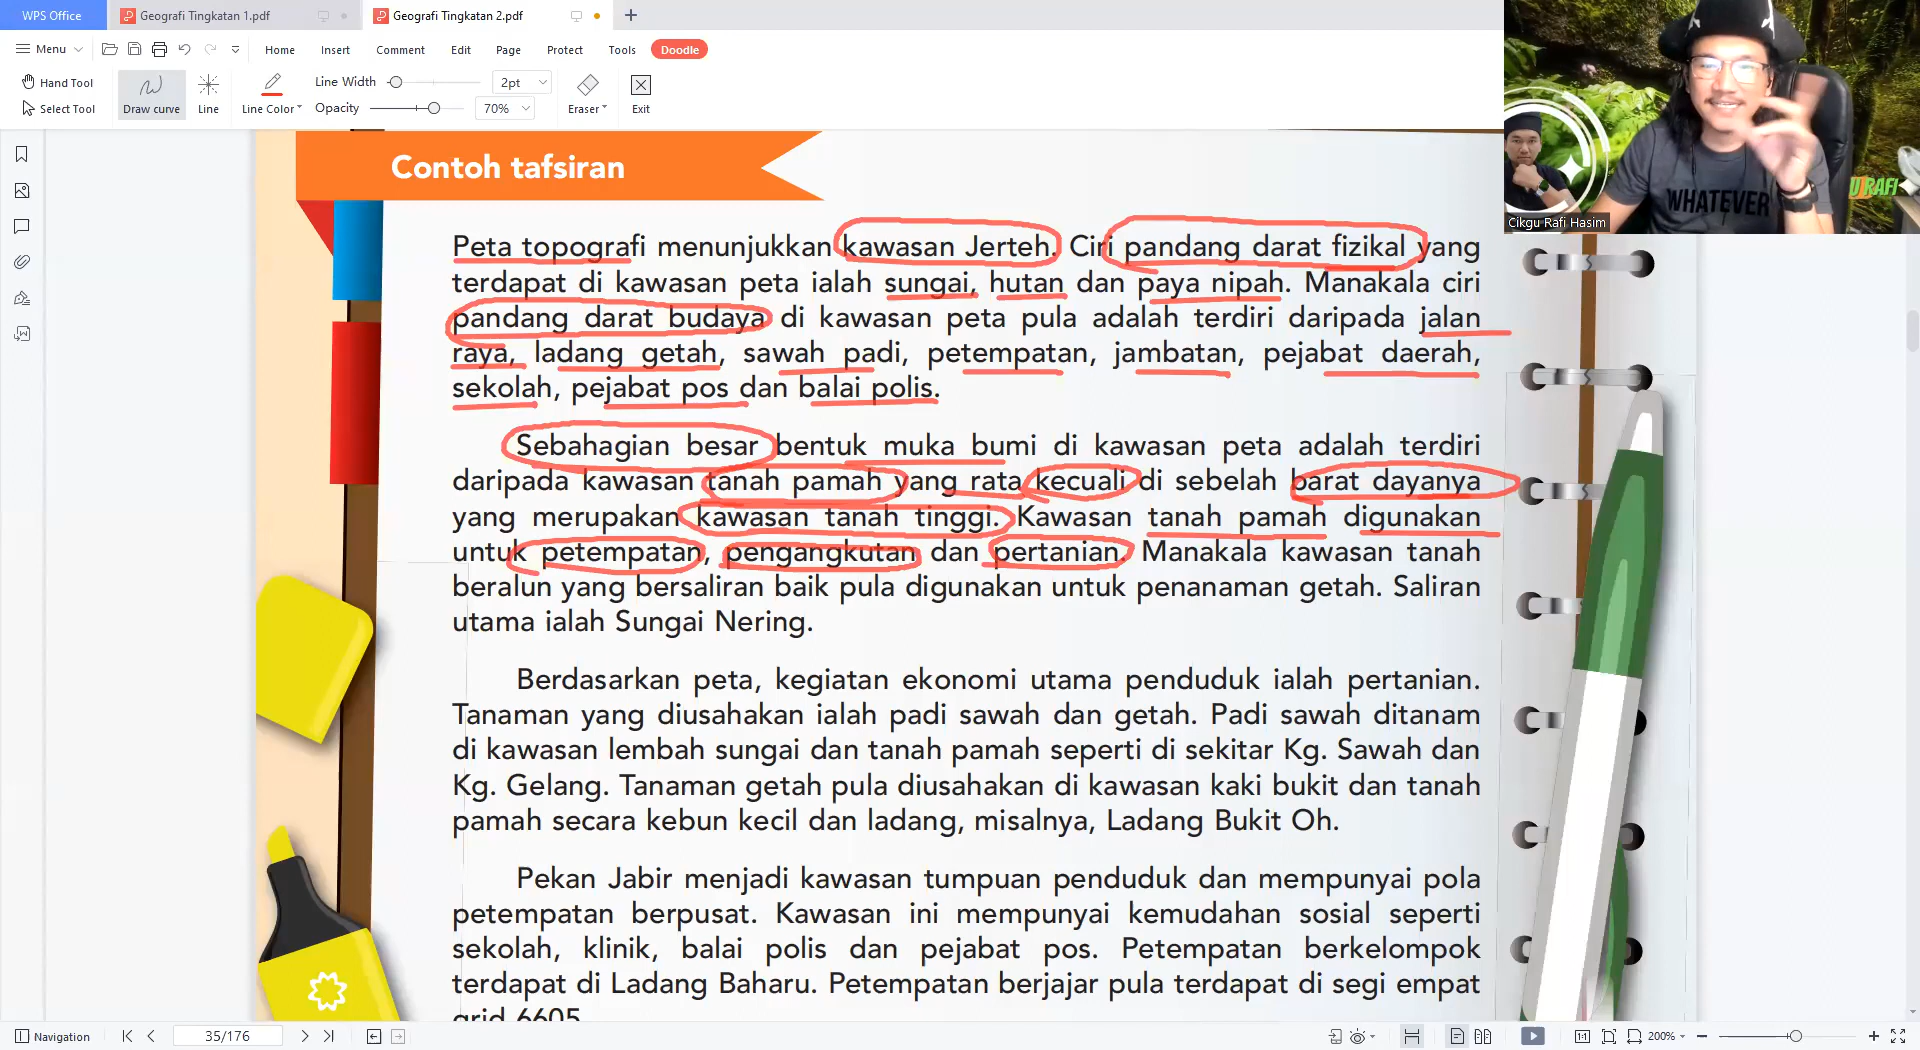 WPS Office
Geografi Tingkatan 1.pdf
Geografi Tingkatan 2.pdf
Menu
Home
Insert
Comment
Edit
Page
Protect
Tools
Doodle
Hand Tool
Select Tool
Draw curve
Line
Line Color
Line Width
2pt
Opacity
70%
Eraser
Exit
WHATEVER
U RAFI
Cikgu Rafi Hasim
Contoh tafsiran
Peta topografi menunjukkan kawasan Jerteh. Ciri pandang darat fizikal yang
terdapat di kawasan peta ialah sungai, hutan dan paya nipah. Manakala ciri
pandang darat budaya di kawasan peta pula adalah terdiri daripada jalan
raya, ladang getah, sawah padi, petempatan, jambatan, pejabat daerah,
sekolah, pejabat pos dan balai polis.
Sebahagian besar bentuk muka bumi di kawasan peta adalah terdiri
daripada kawasan tanah pamah yang rata kecuali di sebelah barat dayanya
yang merupakan kawasan tanah tinggi. Kawasan tanah pamah digunakan
untuk petempatan, pengangkutan dan pertanian. Manakala kawasan tanah
beralun yang bersaliran baik pula digunakan untuk penanaman getah. Saliran
utama ialah Sungai Nering.
Berdasarkan peta, kegiatan ekonomi utama penduduk ialah pertanian.
Tanaman yang diusahakan ialah padi sawah dan getah. Padi sawah ditanam
di kawasan lembah sungai dan tanah pamah seperti di sekitar Kg. Sawah dan
Kg. Gelang. Tanaman getah pula diusahakan di kawasan kaki bukit dan tanah
pamah secara kebun kecil dan ladang, misalnya, Ladang Bukit Oh.
Pekan Jabir menjadi kawasan tumpuan penduduk dan mempunyai pola
petempatan berpusat. Kawasan ini mempunyai kemudahan sosial seperti
sekolah, klinik, balai polis dan pejabat pos. Petempatan berkelompok
terdapat di Ladang Baharu. Petempatan berjajar pula terdapat di segi empat
grid 6605.
Navigation
35/176
1:1
200%